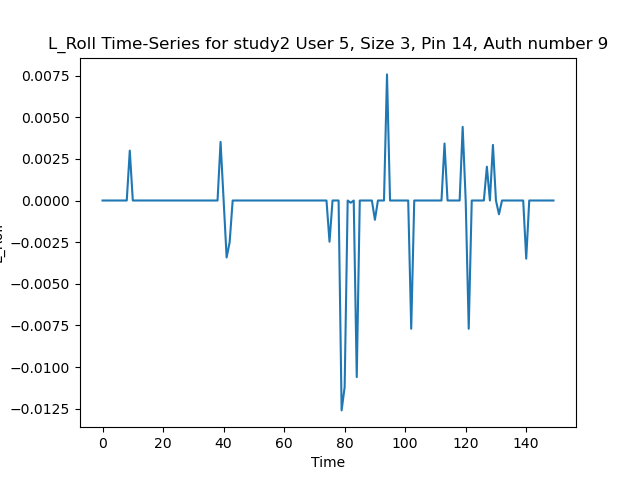 L_Roll Time-Series for study2 User 5, Size 3, Pin 14, Auth number 9
0.0075
0.0050
0.0025
0.0000
−0.0025
−0.0050
−0.0075
−0.0100
−0.0125
L_Roll
0 20 40 60 80 100 120 140
Time